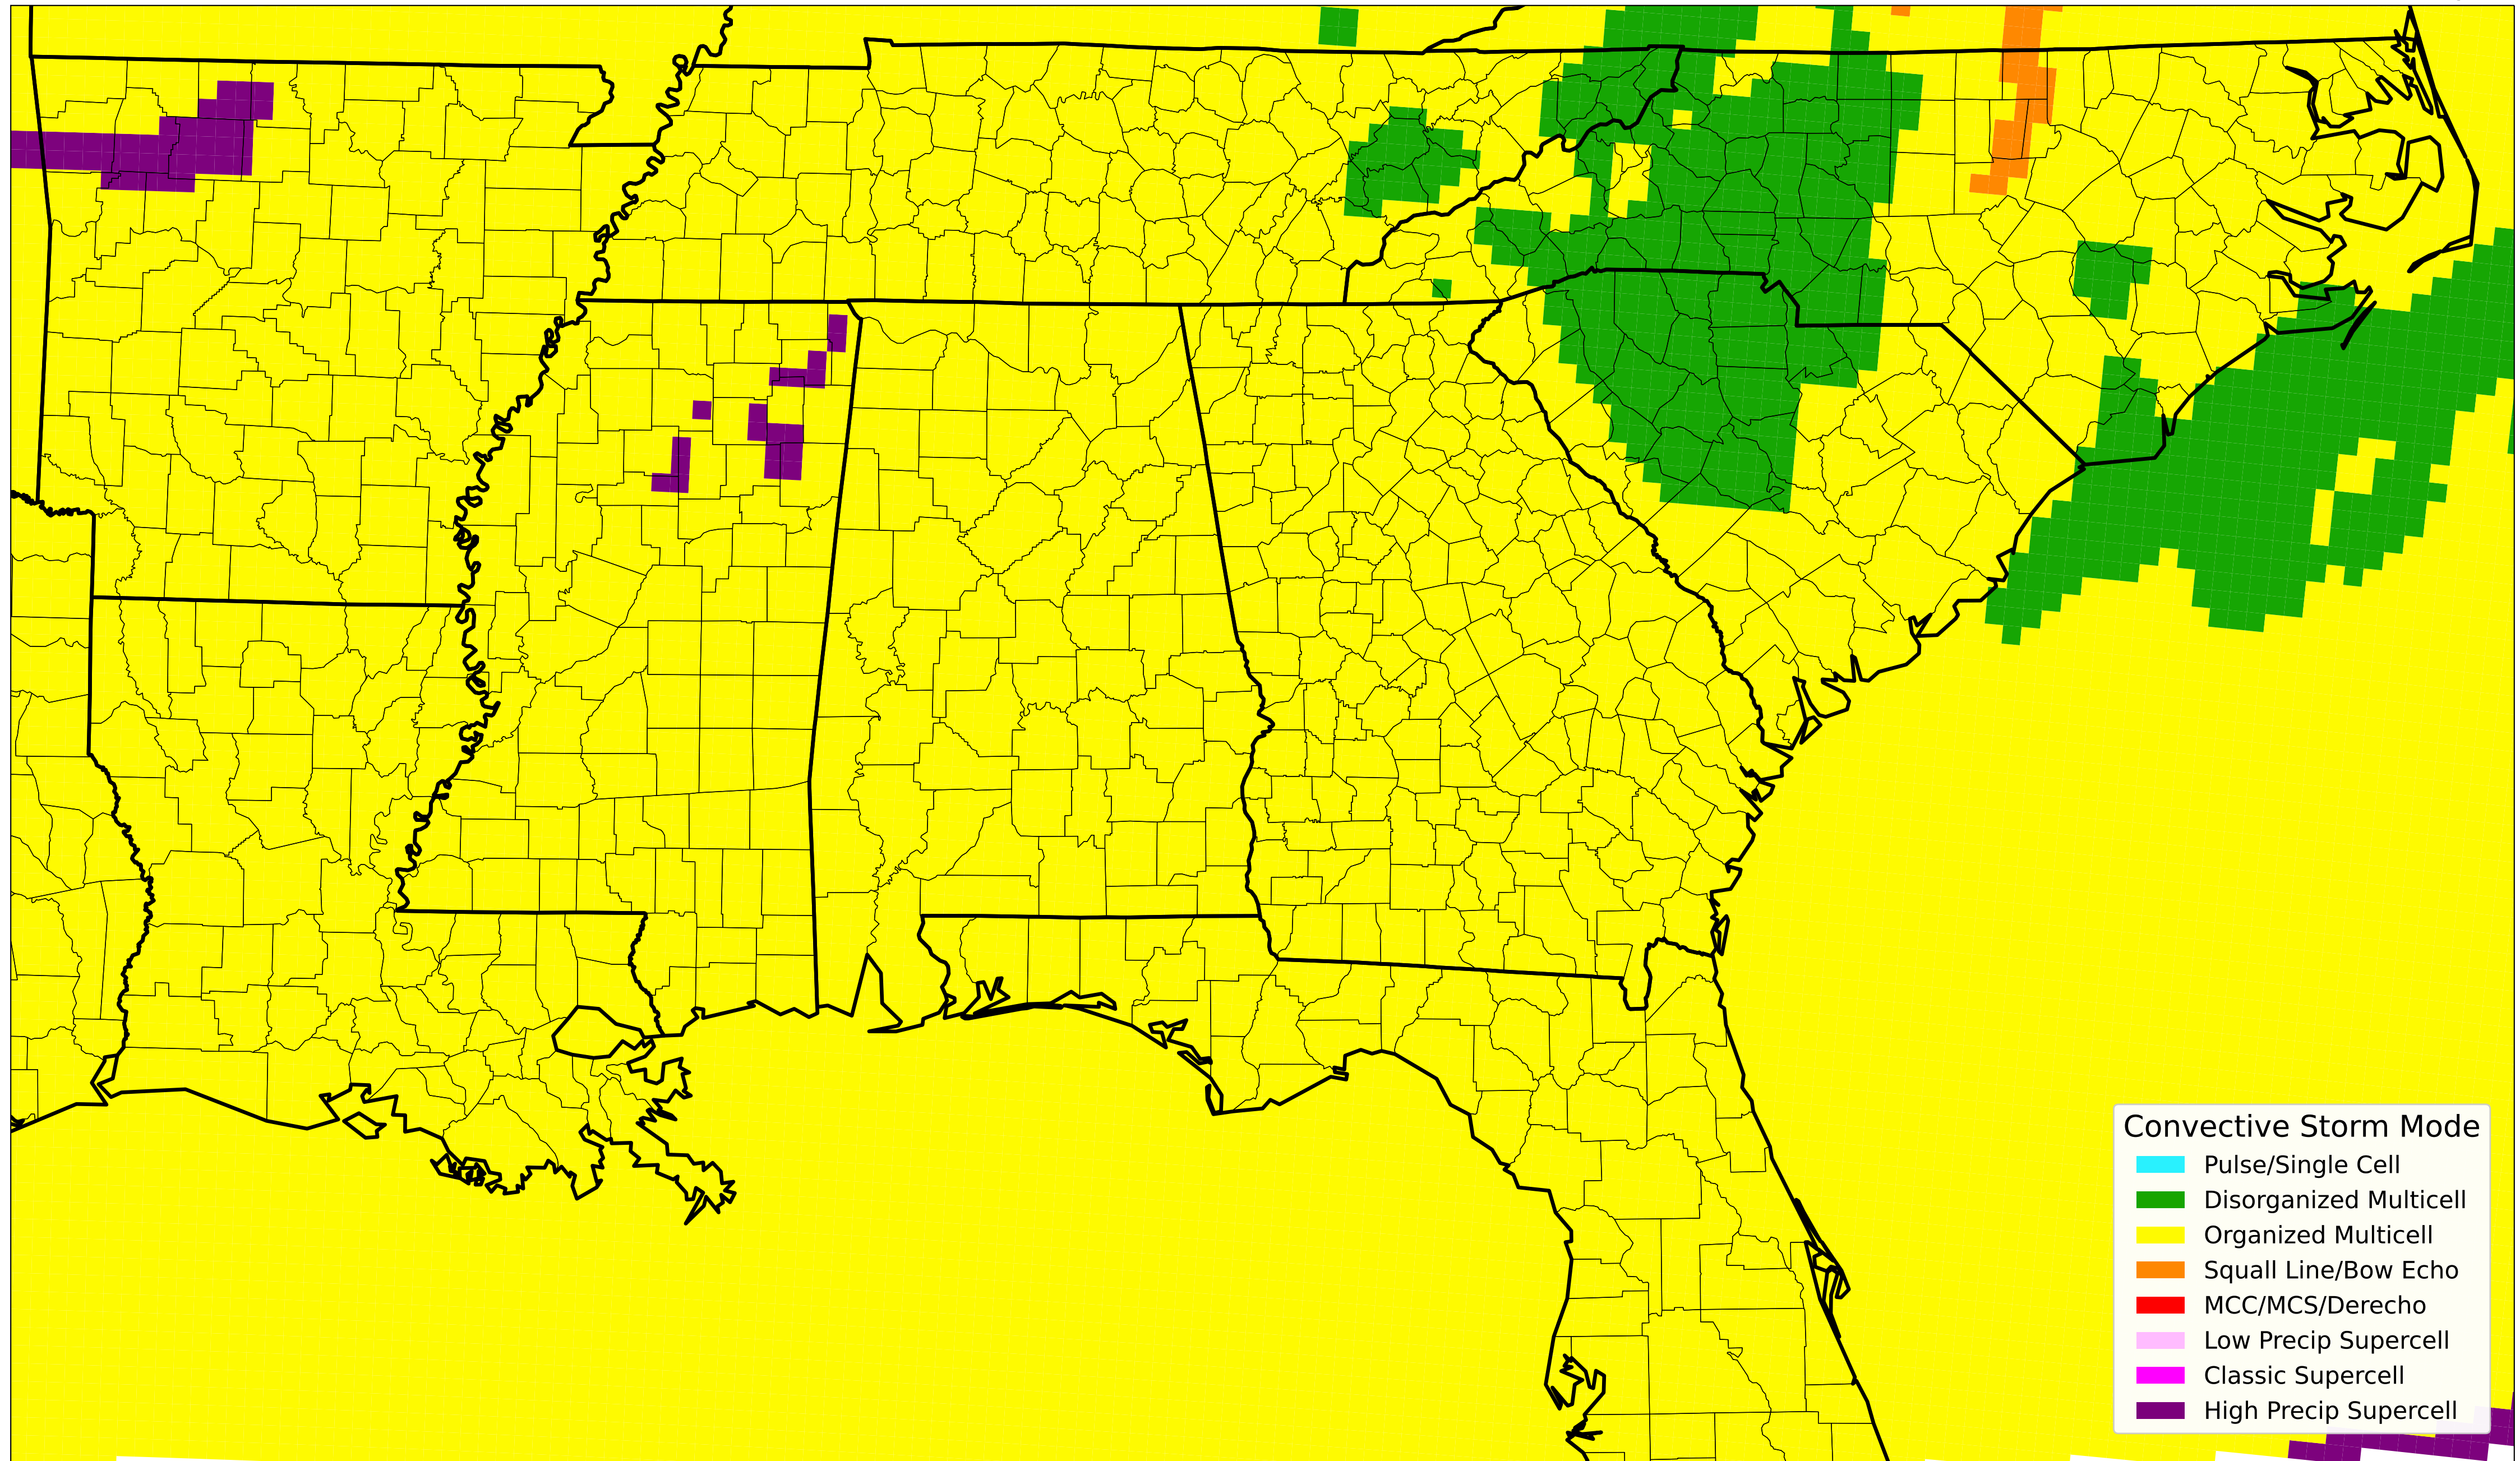 Convective Storm Mode
Pulse/Single Cell
Disorganized Multicell
Organized Multicell
Squall Line/Bow Echo
MCC/MCS/Derecho
Low Precip Supercell
Classic Supercell
High Precip Supercell